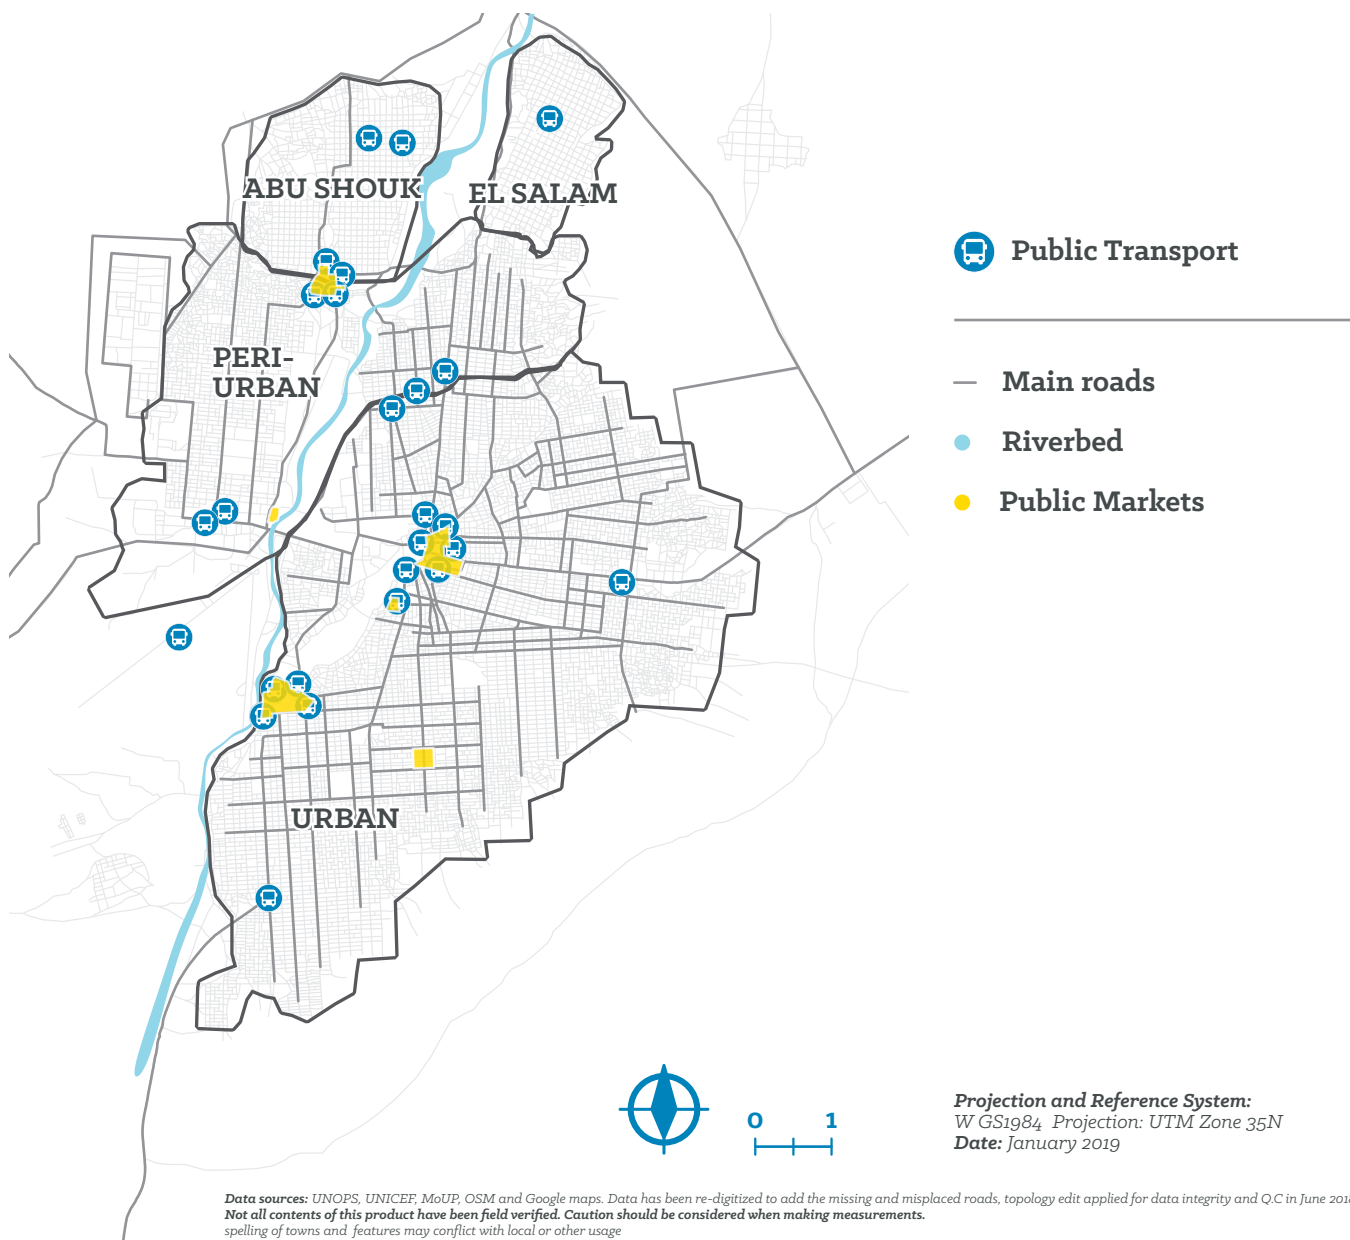 ABU SHOUK
EL SALAM
PERI-
URBAN
URBAN
Public Transport
Main roads
Riverbed
Public Markets
0 1
Projection and Reference System:
W GS1984 Projection: UTM Zone 35N
Date: January 2019
Data sources: UNOPS, UNICEF, MoUP, OSM and Google maps. Data has been re-digitized to add the missing and misplaced roads, topology edit applied for data integrity and Q.C in June
Not all contents of this product have been field verified. Caution should be considered when making measurements.
spelling of towns and features may conflict with local or other usage